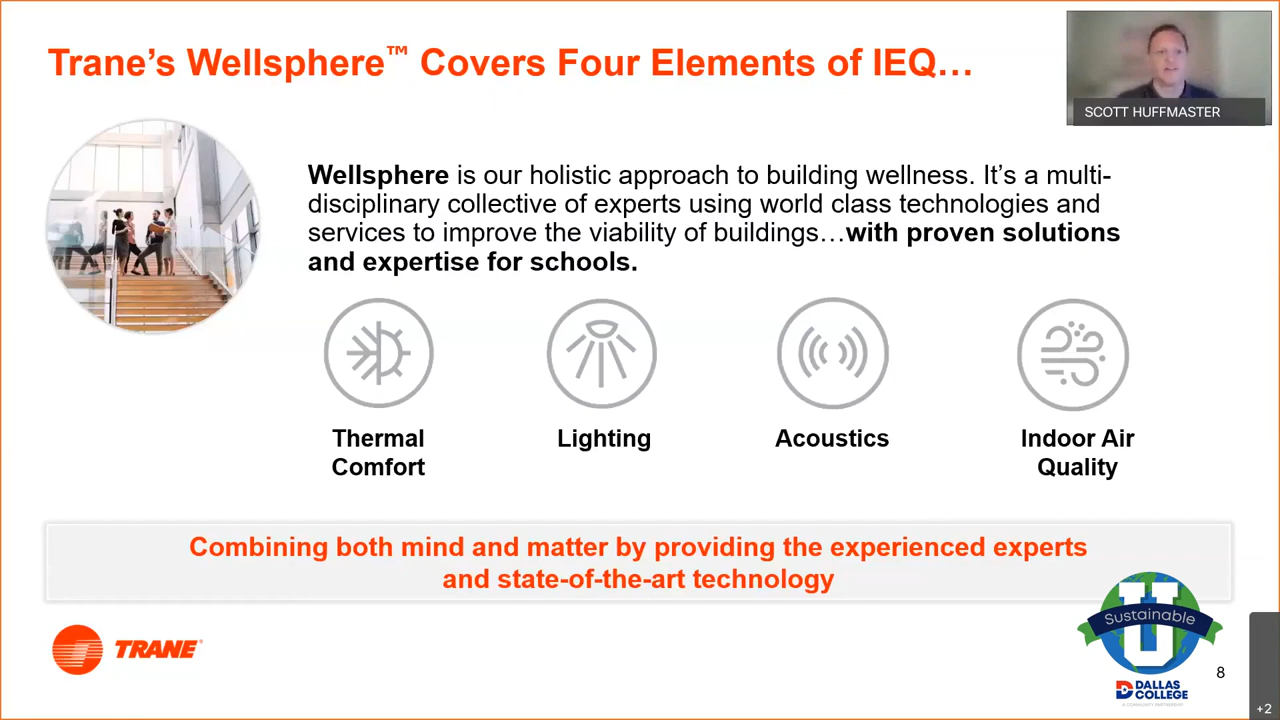 Trane’s Wellsphere™ Covers Four Elements of IEQ…
SCOTT HUFFMASTER
Wellsphere is our holistic approach to building wellness. It’s a multi-
disciplinary collective of experts using world class technologies and
services to improve the viability of buildings…with proven solutions
and expertise for schools.
Thermal
Comfort
Lighting
Acoustics
Indoor Air
Quality
Combining both mind and matter by providing the experienced experts
and state-of-the-art technology
TRANE®
U
Sustainable
DALLAS
COLLEGE
A COMMUNITY PARTNERSHIP
8
+2